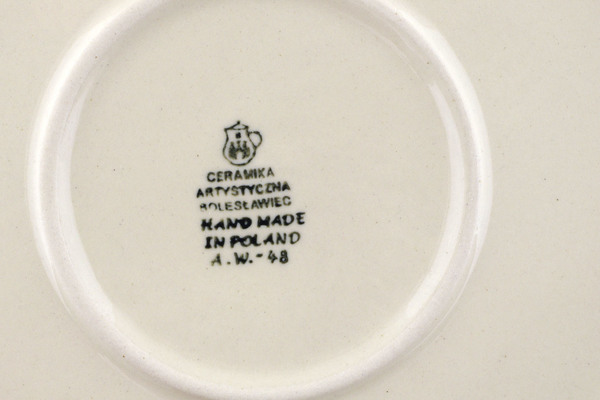 CERAMIKA
ARTYSTYCZNA
BOLESŁAWIEC
HAND MADE
IN POLAND
A.W.-48